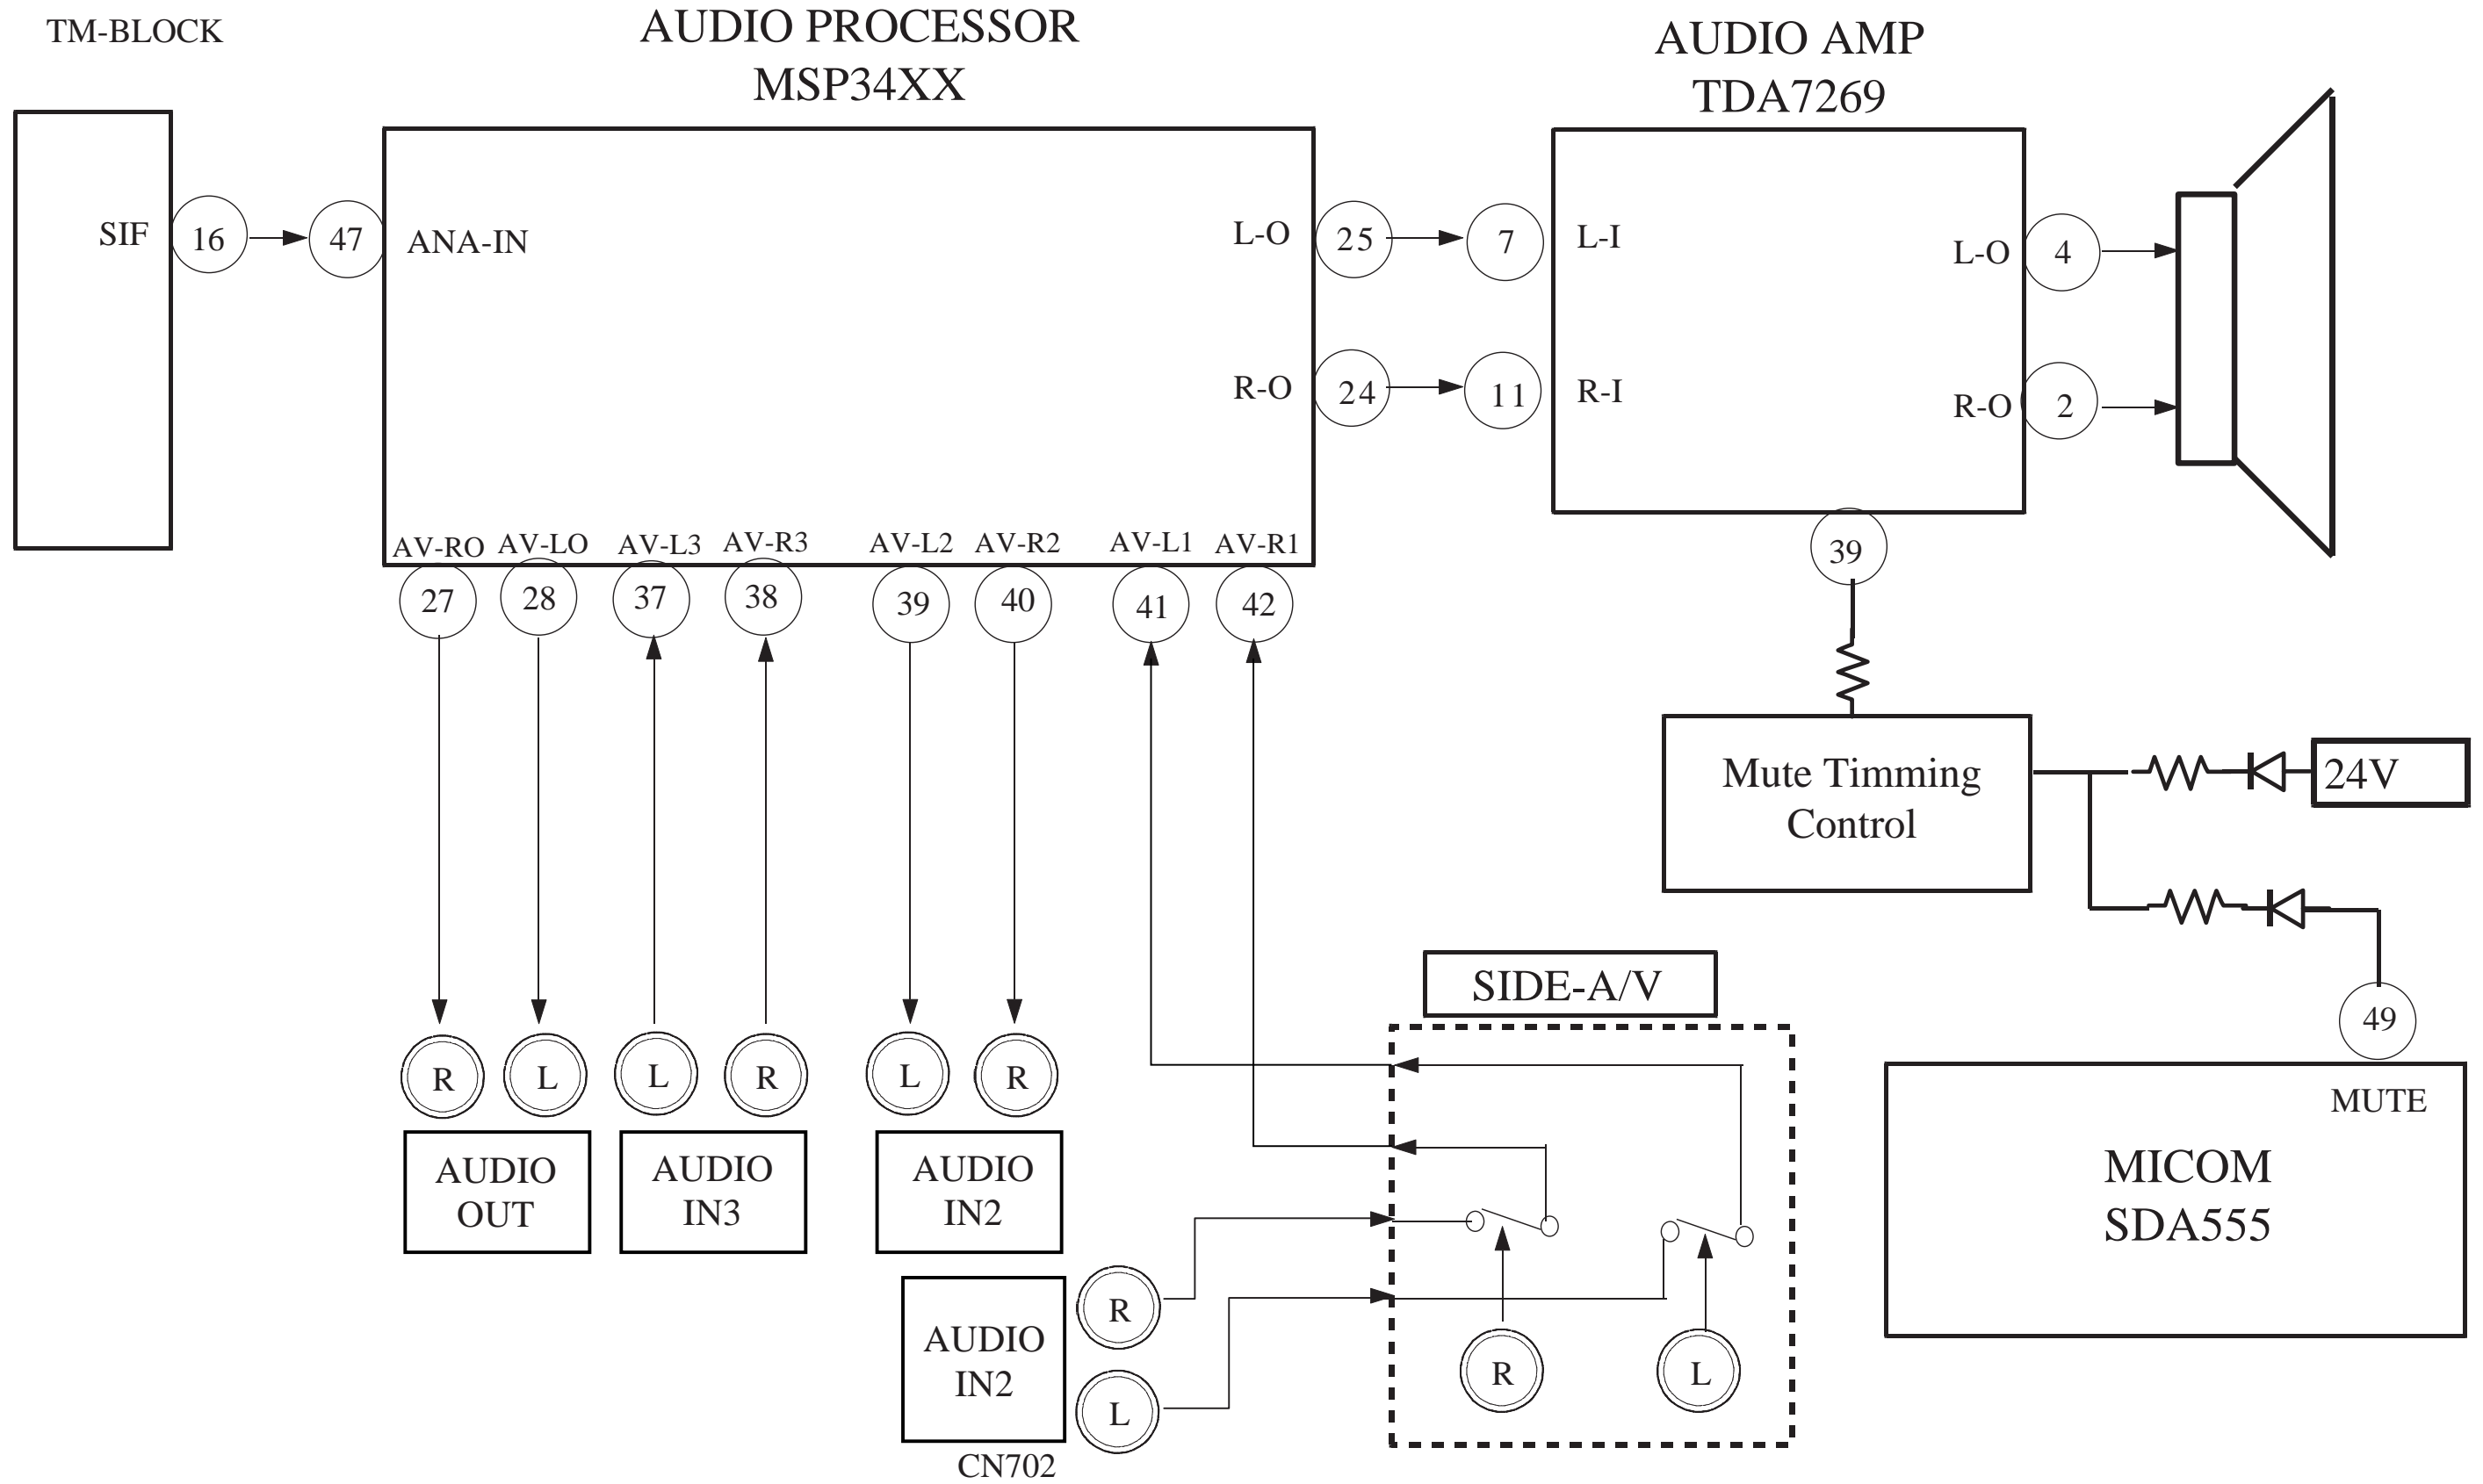 TM-BLOCK
AUDIO PROCESSOR
MSP34XX
AUDIO AMP
TDA7269
SIF
16
47
ANA-IN
L-O
25
7
L-I
L-O
4
R-O
24
11
R-I
R-O
2
AV-RO
AV-LO
AV-L3
AV-R3
AV-L2
AV-R2
AV-L1
AV-R1
27
28
37
38
39
40
41
42
39
Mute Timming
Control
24V
SIDE-A/V
49
MUTE
MICOM
SDA555
R
L
L
R
L
R
AUDIO
OUT
AUDIO
IN3
AUDIO
IN2
AUDIO
IN2
R
L
CN702
R
L